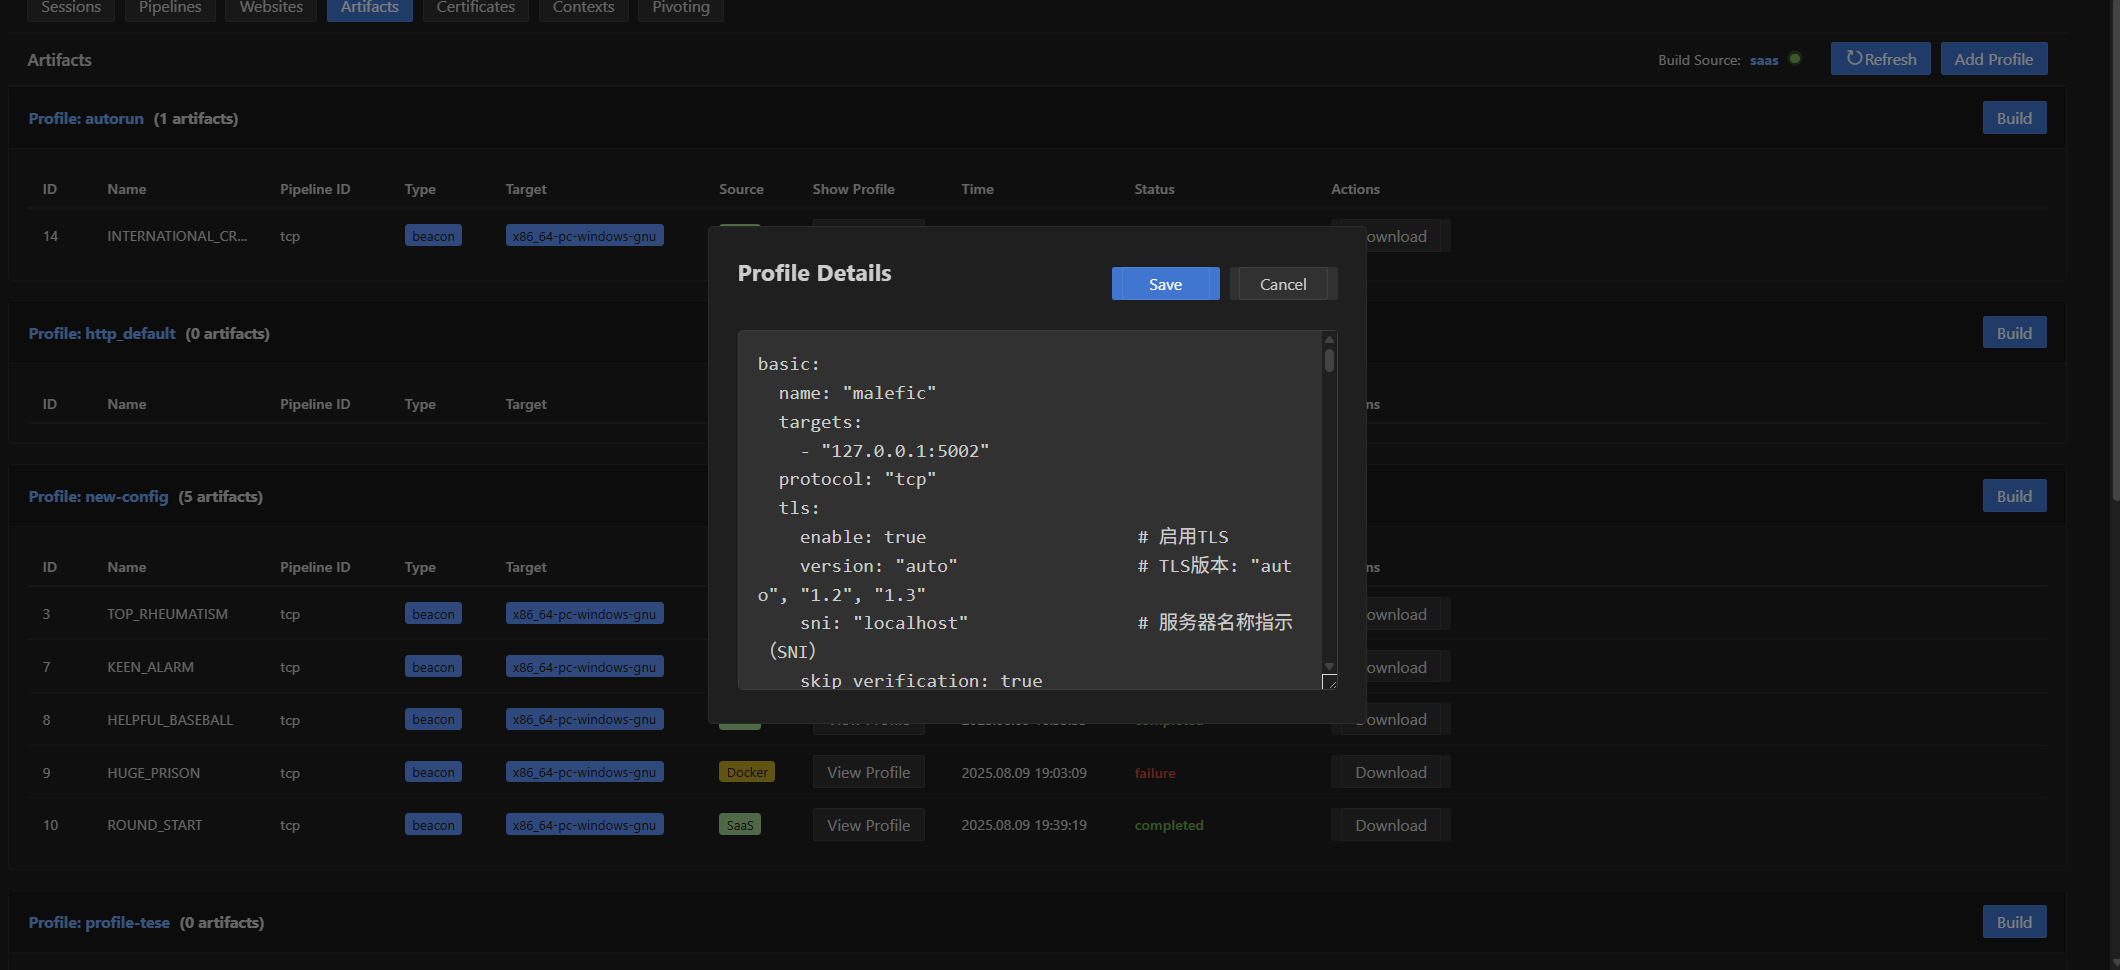 Sessions Pipelines Websites Artifacts Certificates Contexts Pivoting
Artifacts Build Source: saas Refresh Add Profile
Profile: autorun (1 artifacts) Build
ID Name Pipeline ID Type Target Source Show Profile Time Status Actions
14 INTERNATIONAL_CR... tcp beacon x86_64-pc-windows-gnu ownload
Profile Details Save Cancel
Profile: http_default (0 artifacts) Build
ID Name Pipeline ID Type Target ns
basic:
name: "malefic"
targets:
- "127.0.0.1:5002"
protocol: "tcp"
tls:
enable: true # 启用TLS
version: "auto" # TLS版本: "aut
o", "1.2", "1.3"
sni: "localhost" # 服务器名称指示
（SNI）
skip_verification: true
Profile: new-config (5 artifacts) Build
ID Name Pipeline ID Type Target ns
3 TOP_RHEUMATISM tcp beacon x86_64-pc-windows-gnu ownload
7 KEEN_ALARM tcp beacon x86_64-pc-windows-gnu ownload
8 HELPFUL_BASEBALL tcp beacon x86_64-pc-windows-gnu completed ownload
9 HUGE_PRISON tcp beacon x86_64-pc-windows-gnu Docker View Profile 2025.08.09 19:03:09 failure Download
10 ROUND_START tcp beacon x86_64-pc-windows-gnu SaaS View Profile 2025.08.09 19:39:19 completed Download
Profile: profile-tese (0 artifacts) Build